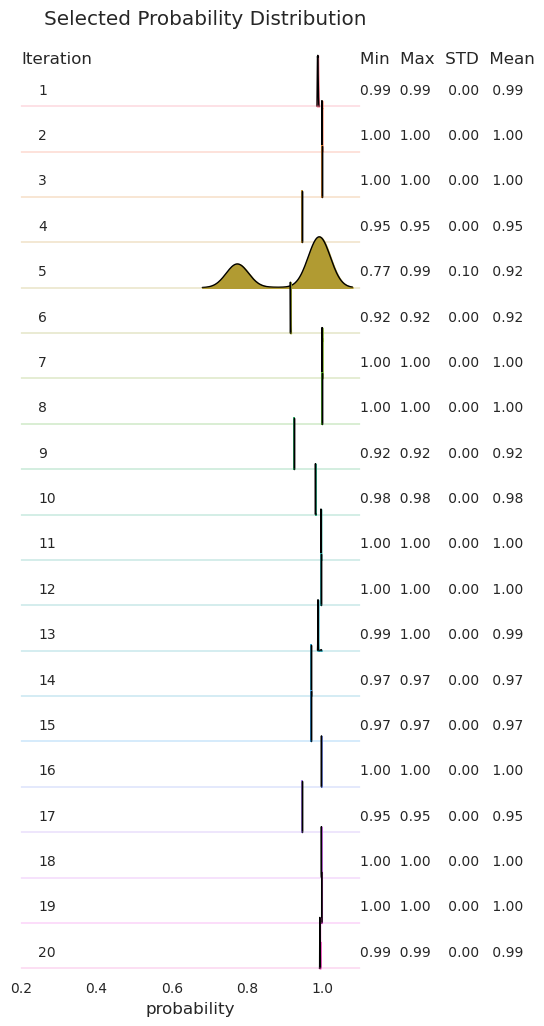 Selected Probability Distribution
Iteration Min Max STD Mean
1 0.99 0.99 0.00 0.99
2 1.00 1.00 0.00 1.00
3 1.00 1.00 0.00 1.00
4 0.95 0.95 0.00 0.95
5 0.77 0.99 0.10 0.92
6 0.92 0.92 0.00 0.92
7 1.00 1.00 0.00 1.00
8 1.00 1.00 0.00 1.00
9 0.92 0.92 0.00 0.92
10 0.98 0.98 0.00 0.98
11 1.00 1.00 0.00 1.00
12 1.00 1.00 0.00 1.00
13 0.99 1.00 0.00 0.99
14 0.97 0.97 0.00 0.97
15 0.97 0.97 0.00 0.97
16 1.00 1.00 0.00 1.00
17 0.95 0.95 0.00 0.95
18 1.00 1.00 0.00 1.00
19 1.00 1.00 0.00 1.00
20 0.99 0.99 0.00 0.99
0.2 0.4 0.6 0.8 1.0
probability